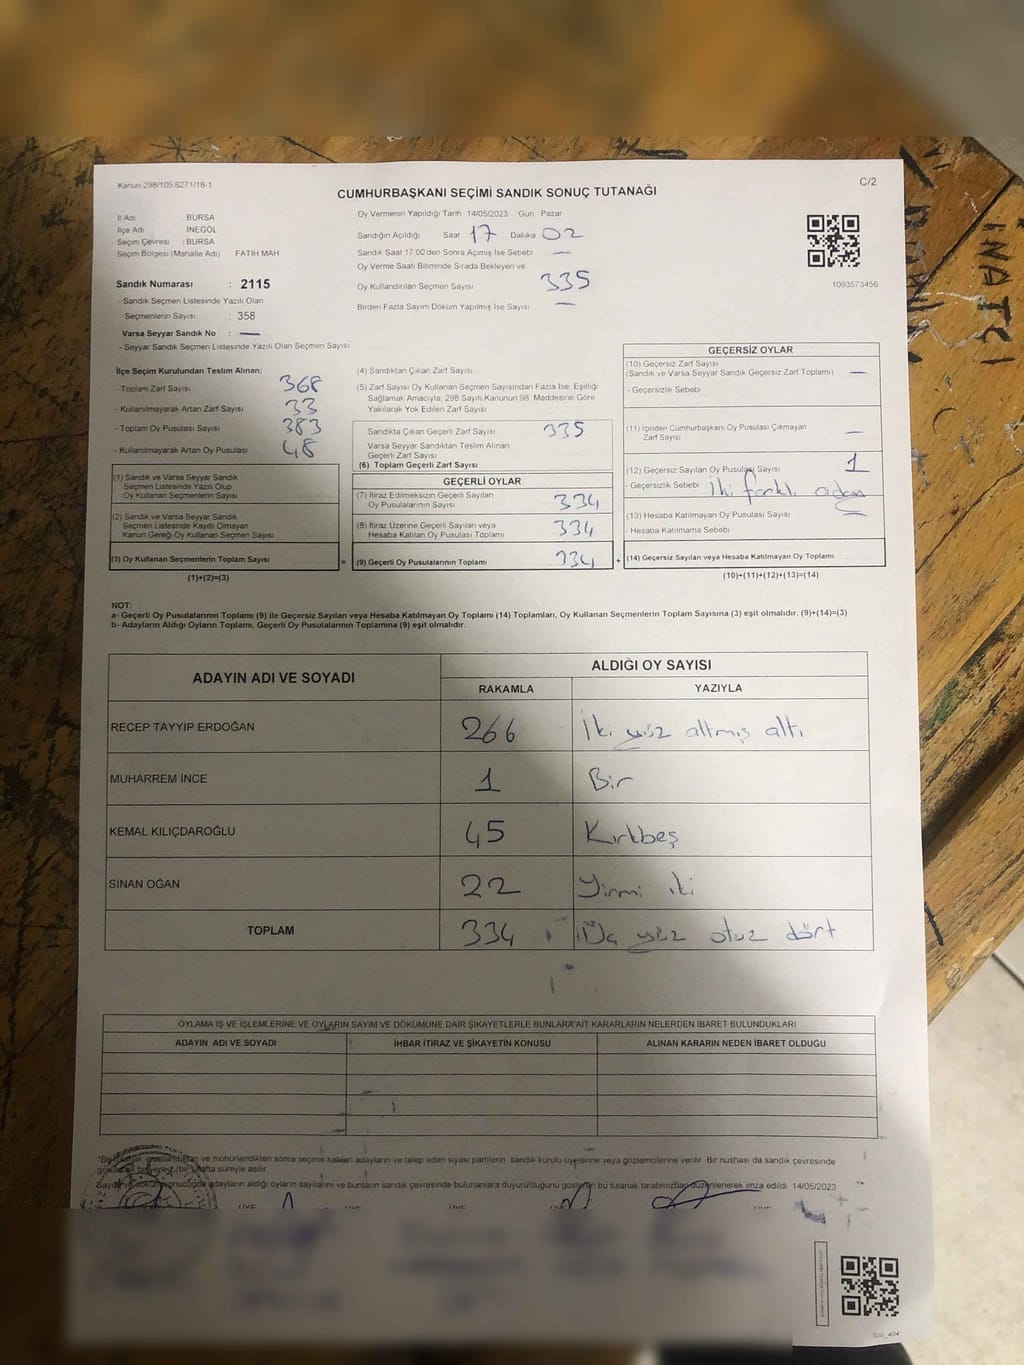 Kanun 298/105,6271/18-1
C/2
CUMHURBAŞKANI SEÇİMİ SANDIK SONUÇ TUTANAĞI
İl Adı BURSA
İlçe Adı İNEGÖL
Seçim Çevresi : BURSA
Seçim Bölgesi (Mahalle Adı) FATİH MAH
Sandık Numarası : 2115
- Sandık Seçmen Listesinde Yazılı Olan
Seçmenlerin Sayısı : 358
Varsa Seyyar Sandık No : —
- Seyyar Sandık Seçmen Listesinde Yazılı Olan Seçmen Sayısı
Oy Vermenin Yapıldığı Tarih 14/05/2023 Gün Pazar
Sandığın Açıldığı Saat 17 Dakika 02
Sandık Saat 17:00'den Sonra Açılmış İse Sebebi —
Oy Verme Saati Bitiminde Sırada Bekleyen ve
Oy Kullandırılan Seçmen Sayısı 335
Birden Fazla Sayım Döküm Yapılmış İse Sayısı —
1093573456
İlçe Seçim Kurulundan Teslim Alınan;
- Toplam Zarf Sayısı 368
- Kullanılmayarak Artan Zarf Sayısı 33
- Toplam Oy Pusulası Sayısı 383
- Kullanılmayarak Artan Oy Pusulası 48
(1) Sandık ve Varsa Seyyar Sandık
Seçmen Listesinde Yazılı Olup
Oy Kullanan Seçmenlerin Sayısı
(2) Sandık ve Varsa Seyyar Sandık
Seçmen Listesinde Kayıtlı Olmayan
Kanun Gereği Oy Kullanan Seçmen Sayısı
(3) Oy Kullanan Seçmenlerin Toplam Sayısı
=
(1)+(2)=(3)
(4) Sandıktan Çıkan Zarf Sayısı
(5) Zarf Sayısı Oy Kullanan Seçmen Sayısından Fazla İse, Eşitliği
Sağlamak Amacıyla, 298 Sayılı Kanunun 98. Maddesine Göre
Yakılarak Yok Edilen Zarf Sayısı
Sandıkta Çıkan Geçerli Zarf Sayısı 335
Varsa Seyyar Sandıktan Teslim Alınan
Geçerli Zarf Sayısı
(6) Toplam Geçerli Zarf Sayısı
GEÇERLİ OYLAR
(7) İtiraz Edilmeksizin Geçerli Sayılan
Oy Pusulalarının Sayısı 334
(8) İtiraz Üzerine Geçerli Sayılan veya
Hesaba Katılan Oy Pusulası Toplamı 334
(9) Geçerli Oy Pusulalarının Toplamı 334
+
GEÇERSİZ OYLAR
(10) Geçersiz Zarf Sayısı
(Sandık ve Varsa Seyyar Sandık Geçersiz Zarf Toplamı) —
- Geçersizlik Sebebi
(11) İçinden Cumhurbaşkanı Oy Pusulası Çıkmayan
Zarf Sayısı —
(12) Geçersiz Sayılan Oy Pusulası Sayısı 1
- Geçersizlik Sebebi İki farklı adan
(13) Hesaba Katılmayan Oy Pusulası Sayısı —
- Hesaba Katılmama Sebebi
(14) Geçersiz Sayılan veya Hesaba Katılmayan Oy Toplamı
(10)+(11)+(12)+(13)=(14)
NOT:
a- Geçerli Oy Pusulalarının Toplamı (9) ile Geçersiz Sayılan veya Hesaba Katılmayan Oy Toplamı (14) Toplamları, Oy Kullanan Seçmenlerin Toplam Sayısına (3) eşit olmalıdır. (9)+(14)=(3)
b- Adayların Aldığı Oyların Toplamı, Geçerli Oy Pusulalarının Toplamına (9) eşit olmalıdır.
ADAYIN ADI VE SOYADI ALDIĞI OY SAYISI
RAKAMLA YAZIYLA
RECEP TAYYİP ERDOĞAN 266 İki yüz altmış altı
MUHARREM İNCE 1 Bir
KEMAL KILIÇDAROĞLU 45 Kırkbeş
SİNAN OĞAN 22 Yirmi iki
TOPLAM 334 Üç yüz otuz dört
OYLAMA İŞ VE İŞLEMLERİNE VE OYLARIN SAYIM VE DÖKÜMÜNE DAİR ŞİKAYETLERLE BUNLARA AİT KARARLARIN NELERDEN İBARET BULUNDUKLARI
ADAYIN ADI VE SOYADI İHBAR İTİRAZ VE ŞİKAYETİN KONUSU ALINAN KARARIN NEDEN İBARET OLDUĞU
ve mühürlendikten sonra seçime katılan adayların ve talep eden siyasi partilerin sandık kurulu üyelerine veya gözlemcilerine verilir. Bir nüshası da sandık çevresinde
hafta süreyle asılır
adayların aldığı oyların sayılarını ve bunların sandık çevresinde bulunanlara duyurulduğunu gösteren bu tutanak tarafımızdan düzenlenerek imza edildi. 14/05/2023
İNATÇI